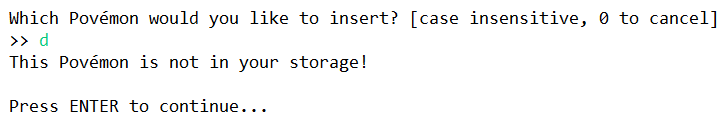 Which Povémon would you like to insert? [case insensitive, 0 to cancel]
>> d
This Povémon is not in your storage!
Press ENTER to continue...